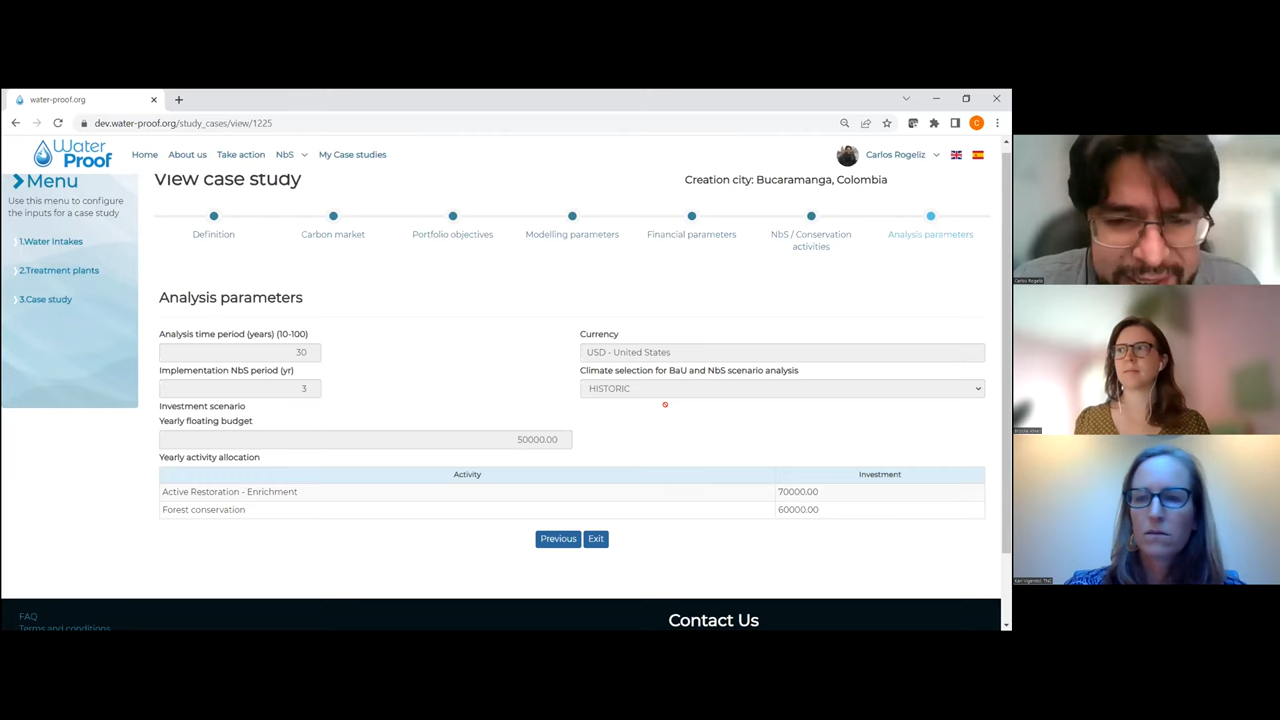 water-proof.org
dev.water-proof.org/study_cases/view/1225
C
Water
Proof
Home
About us
Take action
NbS
My Case studies
Carlos Rogeliz
Menu
Use this menu to configure
the inputs for a case study
1.Water Intakes
2.Treatment plants
3.Case study
View case study
Creation city: Bucaramanga, Colombia
Definition
Carbon market
Portfolio objectives
Modelling parameters
Financial parameters
NbS / Conservation
activities
Analysis parameters
Analysis parameters
Analysis time period (years) (10-100)
30
Currency
USD - United States
Implementation NbS period (yr)
3
Climate selection for BaU and NbS scenario analysis
HISTORIC
Investment scenario
Yearly floating budget
50000.00
Yearly activity allocation
Activity Investment
Active Restoration - Enrichment 70000.00
Forest conservation 60000.00
Previous Exit
FAQ
Terms and conditions
Contact Us
Carlos Rogeliz
Kari Vigerstol, TNC